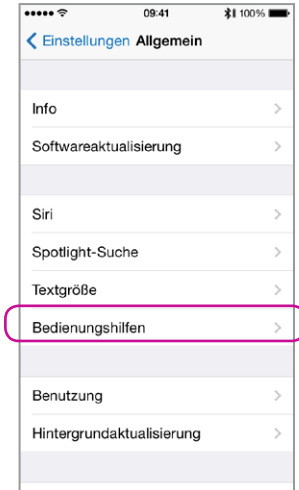 09:41 100%
Einstellungen Allgemein
Info
Softwareaktualisierung
Siri
Spotlight-Suche
Textgröße
Bedienungshilfen
Benutzung
Hintergrundaktualisierung